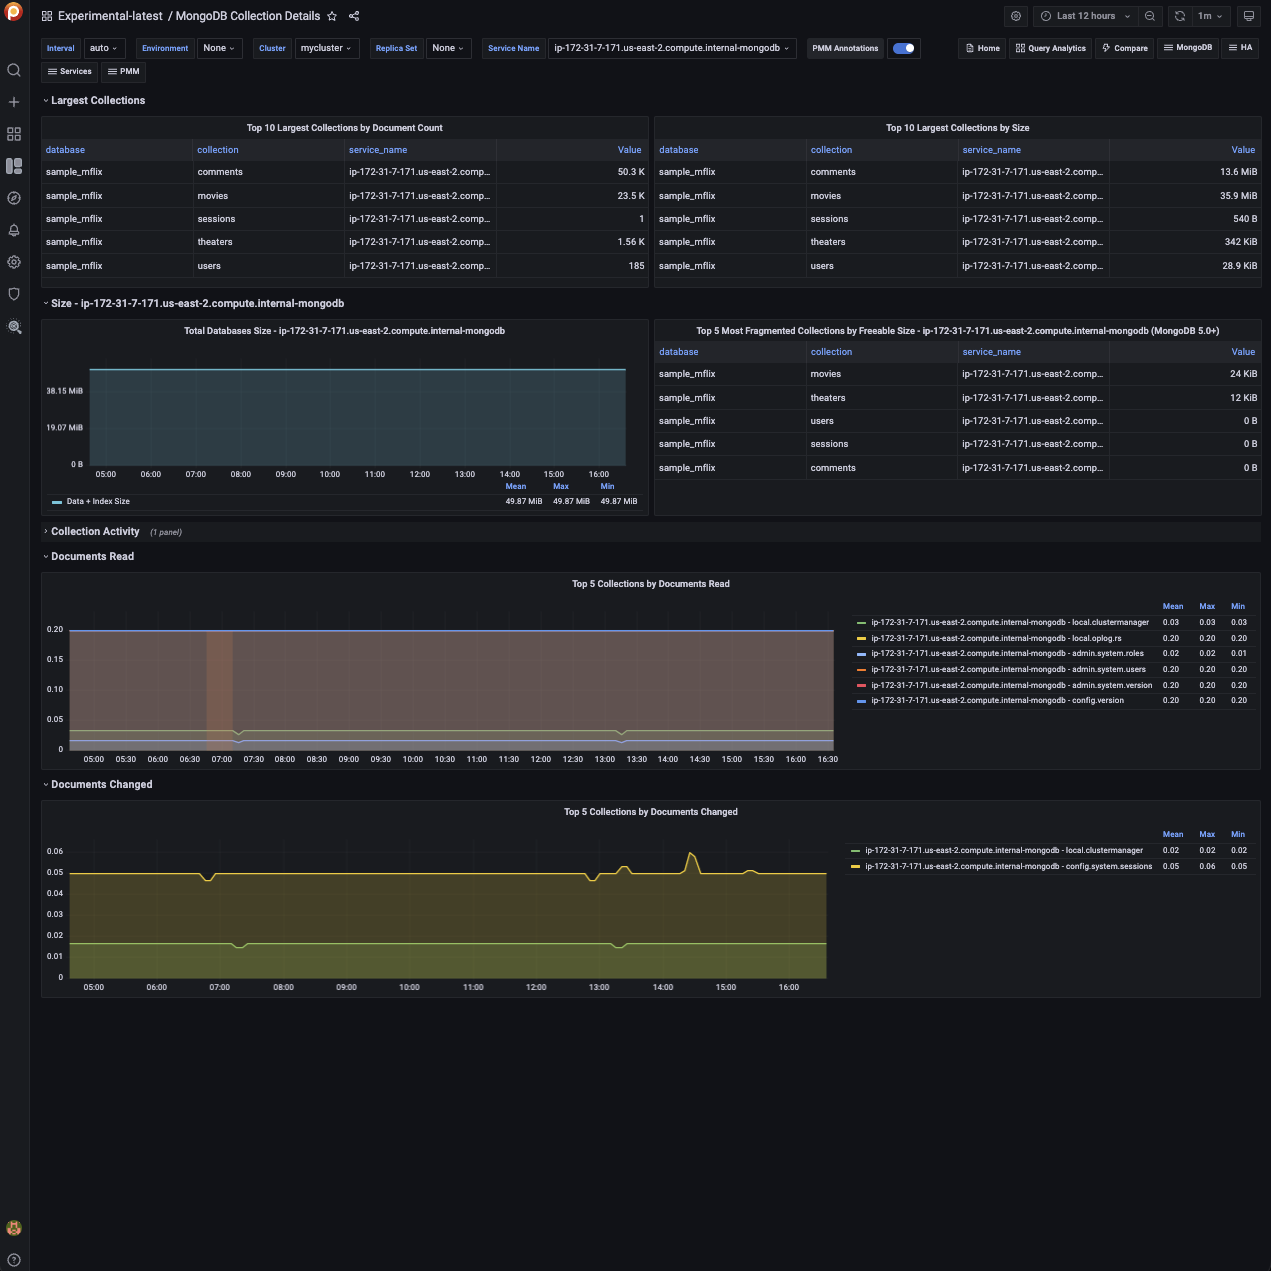 Experimental-latest / MongoDB Collection Details
Last 12 hours
1m
Interval auto Environment None Cluster mycluster Replica Set None Service Name ip-172-31-7-171.us-east-2.compute.internal-mongodb PMM Annotations Home Query Analytics Compare MongoDB HA
Services PMM
Largest Collections
Top 10 Largest Collections by Document Count
database collection service_name Value
sample_mflix comments ip-172-31-7-171.us-east-2.comp... 50.3 K
sample_mflix movies ip-172-31-7-171.us-east-2.comp... 23.5 K
sample_mflix sessions ip-172-31-7-171.us-east-2.comp... 1
sample_mflix theaters ip-172-31-7-171.us-east-2.comp... 1.56 K
sample_mflix users ip-172-31-7-171.us-east-2.comp... 185
Top 10 Largest Collections by Size
database collection service_name Value
sample_mflix comments ip-172-31-7-171.us-east-2.comp... 13.6 MiB
sample_mflix movies ip-172-31-7-171.us-east-2.comp... 35.9 MiB
sample_mflix sessions ip-172-31-7-171.us-east-2.comp... 540 B
sample_mflix theaters ip-172-31-7-171.us-east-2.comp... 342 KiB
sample_mflix users ip-172-31-7-171.us-east-2.comp... 28.9 KiB
Size - ip-172-31-7-171.us-east-2.compute.internal-mongodb
Total Databases Size - ip-172-31-7-171.us-east-2.compute.internal-mongodb
38.15 MiB
19.07 MiB
0 B
05:00 06:00 07:00 08:00 09:00 10:00 11:00 12:00 13:00 14:00 15:00 16:00
Mean Max Min
Data + Index Size 49.87 MiB 49.87 MiB 49.87 MiB
Top 5 Most Fragmented Collections by Freeable Size - ip-172-31-7-171.us-east-2.compute.internal-mongodb (MongoDB 5.0+)
database collection service_name Value
sample_mflix movies ip-172-31-7-171.us-east-2.comp... 24 KiB
sample_mflix theaters ip-172-31-7-171.us-east-2.comp... 12 KiB
sample_mflix users ip-172-31-7-171.us-east-2.comp... 0 B
sample_mflix sessions ip-172-31-7-171.us-east-2.comp... 0 B
sample_mflix comments ip-172-31-7-171.us-east-2.comp... 0 B
Collection Activity (1 panel)
Documents Read
Top 5 Collections by Documents Read
0.20
0.15
0.10
0.05
0
05:00 05:30 06:00 06:30 07:00 07:30 08:00 08:30 09:00 09:30 10:00 10:30 11:00 11:30 12:00 12:30 13:00 13:30 14:00 14:30 15:00 15:30 16:00 16:30
Mean Max Min
ip-172-31-7-171.us-east-2.compute.internal-mongodb - local.clustermanager 0.03 0.03 0.03
ip-172-31-7-171.us-east-2.compute.internal-mongodb - local.oplog.rs 0.20 0.20 0.20
ip-172-31-7-171.us-east-2.compute.internal-mongodb - admin.system.roles 0.02 0.02 0.01
ip-172-31-7-171.us-east-2.compute.internal-mongodb - admin.system.users 0.20 0.20 0.20
ip-172-31-7-171.us-east-2.compute.internal-mongodb - admin.system.version 0.20 0.20 0.20
ip-172-31-7-171.us-east-2.compute.internal-mongodb - config.version 0.20 0.20 0.20
Documents Changed
Top 5 Collections by Documents Changed
0.06
0.05
0.04
0.03
0.02
0.01
0
05:00 06:00 07:00 08:00 09:00 10:00 11:00 12:00 13:00 14:00 15:00 16:00
Mean Max Min
ip-172-31-7-171.us-east-2.compute.internal-mongodb - local.clustermanager 0.02 0.02 0.02
ip-172-31-7-171.us-east-2.compute.internal-mongodb - config.system.sessions 0.05 0.06 0.05